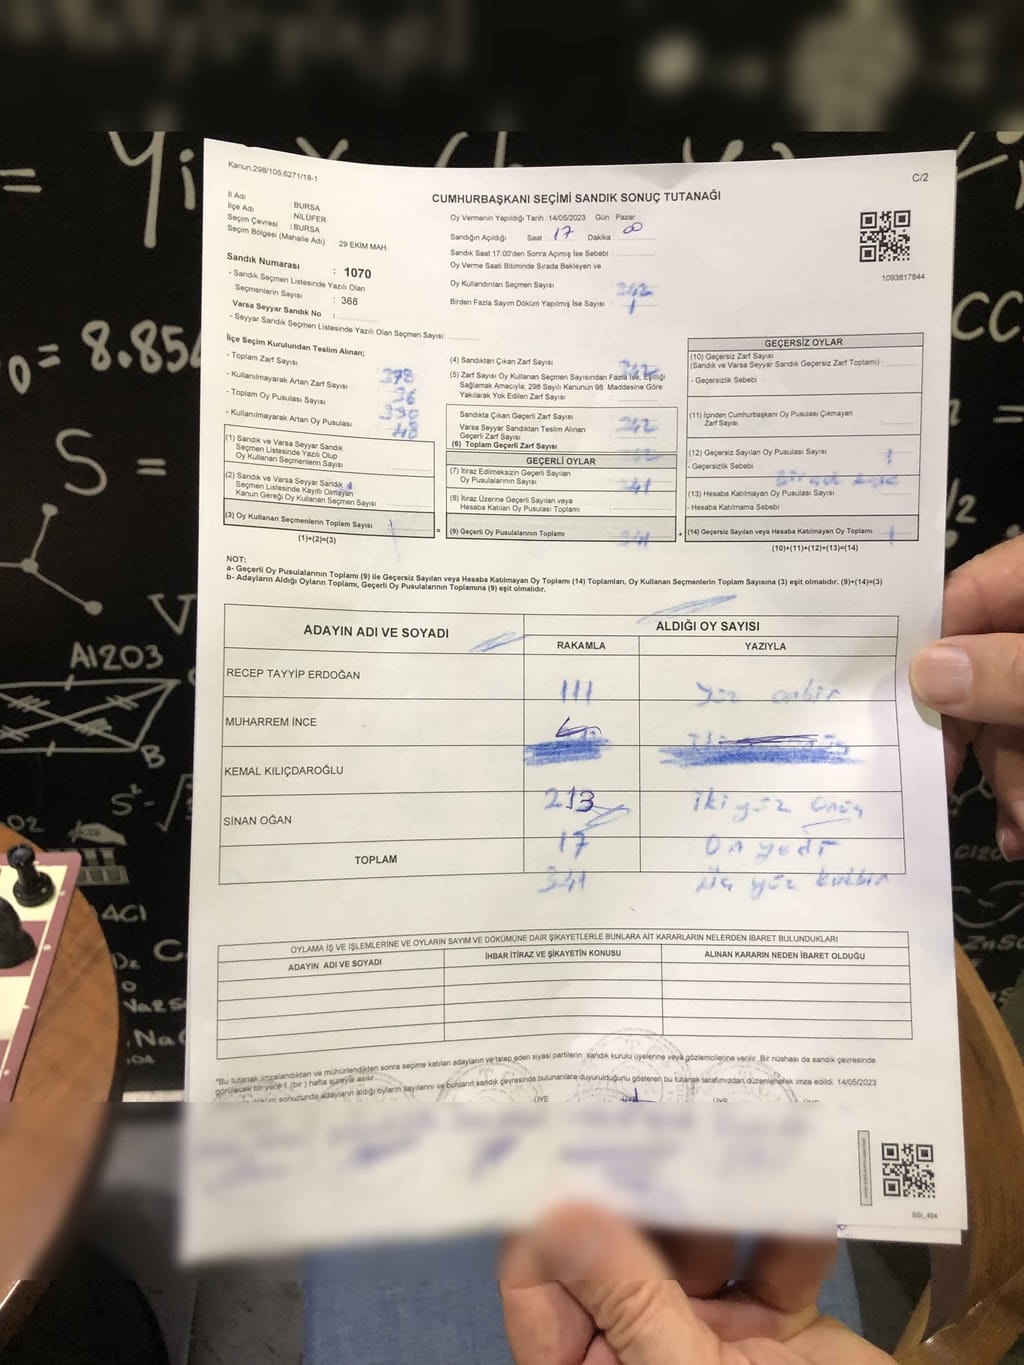 Kanun,298/105,6271/18-1
C/2
CUMHURBAŞKANI SEÇİMİ SANDIK SONUÇ TUTANAĞI
İl Adı : BURSA
İlçe Adı : NİLÜFER
Seçim Çevresi : BURSA
Seçim Bölgesi (Mahalle Adı) : 29 EKİM MAH.
Sandık Numarası : 1070
- Sandık Seçmen Listesinde Yazılı Olan
Seçmenlerin Sayısı : 368
Varsa Seyyar Sandık No :
- Seyyar Sandık Seçmen Listesinde Yazılı Olan Seçmen Sayısı :
Oy Vermenin Yapıldığı Tarih :14/05/2023 Gün : Pazar
Sandığın Açıldığı Saat : 17 Dakika : 00
Sandık Saat 17:00'den Sonra Açımış İse Sebebi :
Oy Verme Saati Bitiminde Sırada Bekleyen ve
Oy Kullandırılan Seçmen Sayısı : 342
Birden Fazla Sayım Döküm Yapılmış İse Sayısı : 1
1093817844
İlçe Seçim Kurulundan Teslim Alınan;
- Toplam Zarf Sayısı : 378
- Kullanılmayarak Artan Zarf Sayısı : 36
- Toplam Oy Pusulası Sayısı : 390
- Kullanılmayarak Artan Oy Pusulası : 48
(1) Sandık ve Varsa Seyyar Sandık
Seçmen Listesinde Yazılı Olup
Oy Kullanan Seçmenlerin Sayısı :
(2) Sandık ve Varsa Seyyar Sandık
Seçmen Listesinde Kayıtlı Olmayan
Kanun Gereği Oy Kullanan Seçmen Sayısı :
(3) Oy Kullanan Seçmenlerin Toplam Sayısı :
(1)+(2)=(3)
=
(4) Sandıktan Çıkan Zarf Sayısı : 342
(5) Zarf Sayısı Oy Kullanan Seçmen Sayısından Fazla İse, Eşitliği
Sağlamak Amacıyla, 298 Sayılı Kanunun 98. Maddesine Göre
Yakılarak Yok Edilen Zarf Sayısı :
Sandıkta Çıkan Geçerli Zarf Sayısı : 342
Varsa Seyyar Sandıktan Teslim Alınan
Geçerli Zarf Sayısı :
(6) Toplam Geçerli Zarf Sayısı :
GEÇERLİ OYLAR
(7) İtiraz Edilmeksizin Geçerli Sayılan
Oy Pusulasının Sayısı : 341
(8) İtiraz Üzerine Geçerli Sayılan veya
Hesaba Katılan Oy Pusulası Toplamı :
(9) Geçerli Oy Pusulalarının Toplamı : 341
+
GEÇERSİZ OYLAR
(10) Geçersiz Zarf Sayısı
(Sandık ve Varsa Seyyar Sandık Geçersiz Zarf Toplamı) :
- Geçersizlik Sebebi :
(11) İçinden Cumhurbaşkanı Oy Pusulası Çıkmayan
Zarf Sayısı :
(12) Geçersiz Sayılan Oy Pusulası Sayısı : 1
- Geçersizlik Sebebi :
(13) Hesaba Katılmayan Oy Pusulası Sayısı :
- Hesaba Katılmama Sebebi :
(14) Geçersiz Sayılan veya Hesaba Katılmayan Oy Toplamı : 1
(10)+(11)+(12)+(13)=(14)
NOT:
a- Geçerli Oy Pusulalarının Toplamı (9) ile Geçersiz Sayılan veya Hesaba Katılmayan Oy Toplamı (14) Toplamları, Oy Kullanan Seçmenlerin Toplam Sayısına (3) eşit olmalıdır. (9)+(14)=(3)
b- Adayların Aldığı Oyların Toplamı, Geçerli Oy Pusulalarının Toplamına (9) eşit olmalıdır.
ADAYIN ADI VE SOYADI
ALDIĞI OY SAYISI
RAKAMLA YAZIYLA
RECEP TAYYİP ERDOĞAN
111 Yüz onbir
MUHARREM İNCE
KEMAL KILIÇDAROĞLU
213 iki yüz onüç
SİNAN OĞAN
17 On yedi
TOPLAM
341 üç yüz kırkbir
OYLAMA İŞ VE İŞLEMLERİNE VE OYLARIN SAYIM VE DÖKÜMÜNE DAİR ŞİKAYETLERLE BUNLARA AİT KARARLARIN NELERDEN İBARET BULUNDUKLARI
ADAYIN ADI VE SOYADI İHBAR İTİRAZ VE ŞİKAYETİN KONUSU ALINAN KARARIN NEDEN İBARET OLDUĞU
*Bu tutanak imzalandıktan ve mühürlendikten sonra seçime katılan adayların ve talep eden siyasi partilerin sandık kurulu üyelerine veya gözlemcilerine verilir. Bir nüshası da sandık çevresinde
görülecek bir yere 1 (bir ) hafta süreyle asılır.
döküm sonucunda adayların aldığı oyların sayılarını ve bunların sandık çevresinde bulunanlara duyurulduğunu gösteren bu tutanak tarafımızdan düzenlenerek imza edildi. 14/05/2023
ÜYE ÜYE ÜYE
SSİ_404
= 8.85
S =
V
Al2O3
B